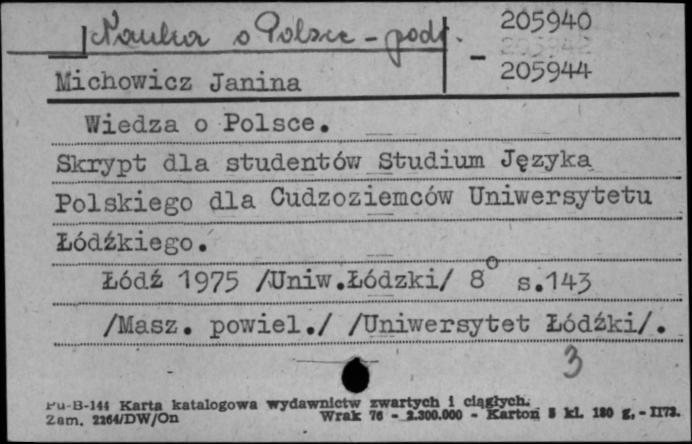 Nauka o Polsce - podr.
205940
- 205944
Michowicz Janina
Wiedza o Polsce.
Skrypt dla studentów Studium Języka
Polskiego dla Cudzoziemców Uniwersytetu
Łódźkiego.
Łódź 1975 /Uniw.Łódzki/ 8° s.143
/Masz. powiel./ /Uniwersytet Łódźki/.
3
Pu-B-144 Karta katalogowa wydawnictw zwartych i ciągłych.
Zam. 2264/DW/On Wrak 76 - 2.300.000 - Karton 5 kl. 180 g,-